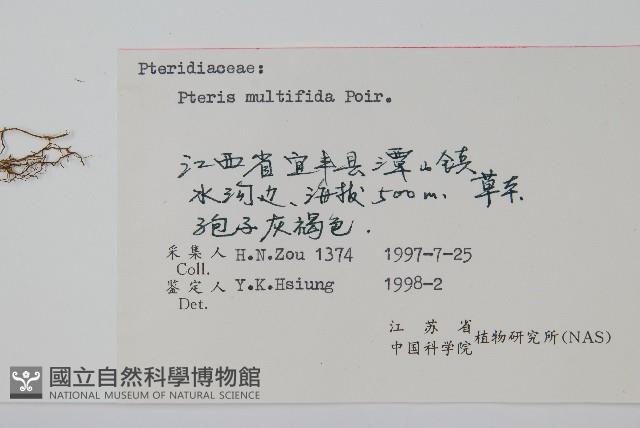 Pteridiaceae:
Pteris multifida Poir.
江西省宜丰县潭山镇
水沟边、海拔500m. 草本
孢子灰褐色.
采集人 H.N.Zou 1374 1997-7-25
Coll.
鉴定人 Y.K.Hsiung 1998-2
Det.
江苏省
中国科学院 植物研究所(NAS)
國立自然科學博物館
NATIONAL MUSEUM OF NATURAL SCIENCE